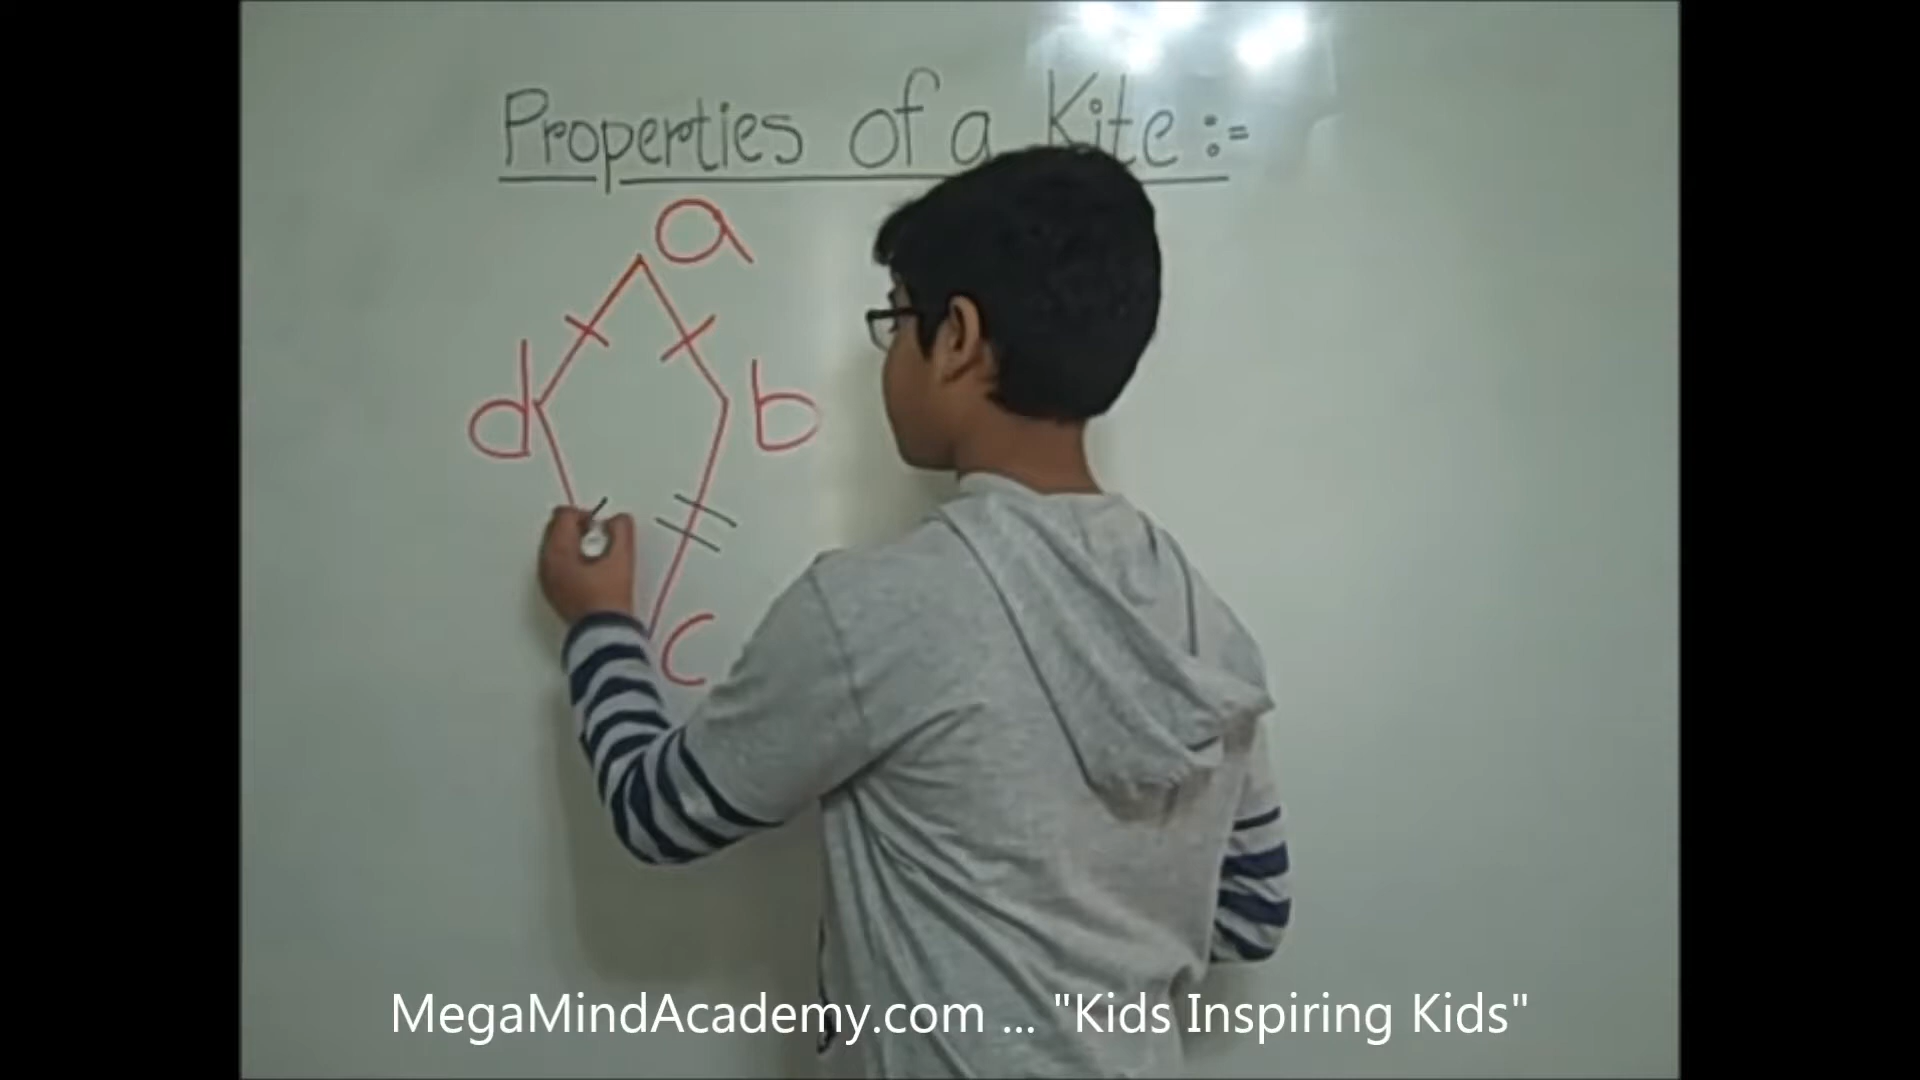 Properties of a Kite :=
a
d b
c
MegaMindAcademy.com ... "Kids Inspiring Kids"